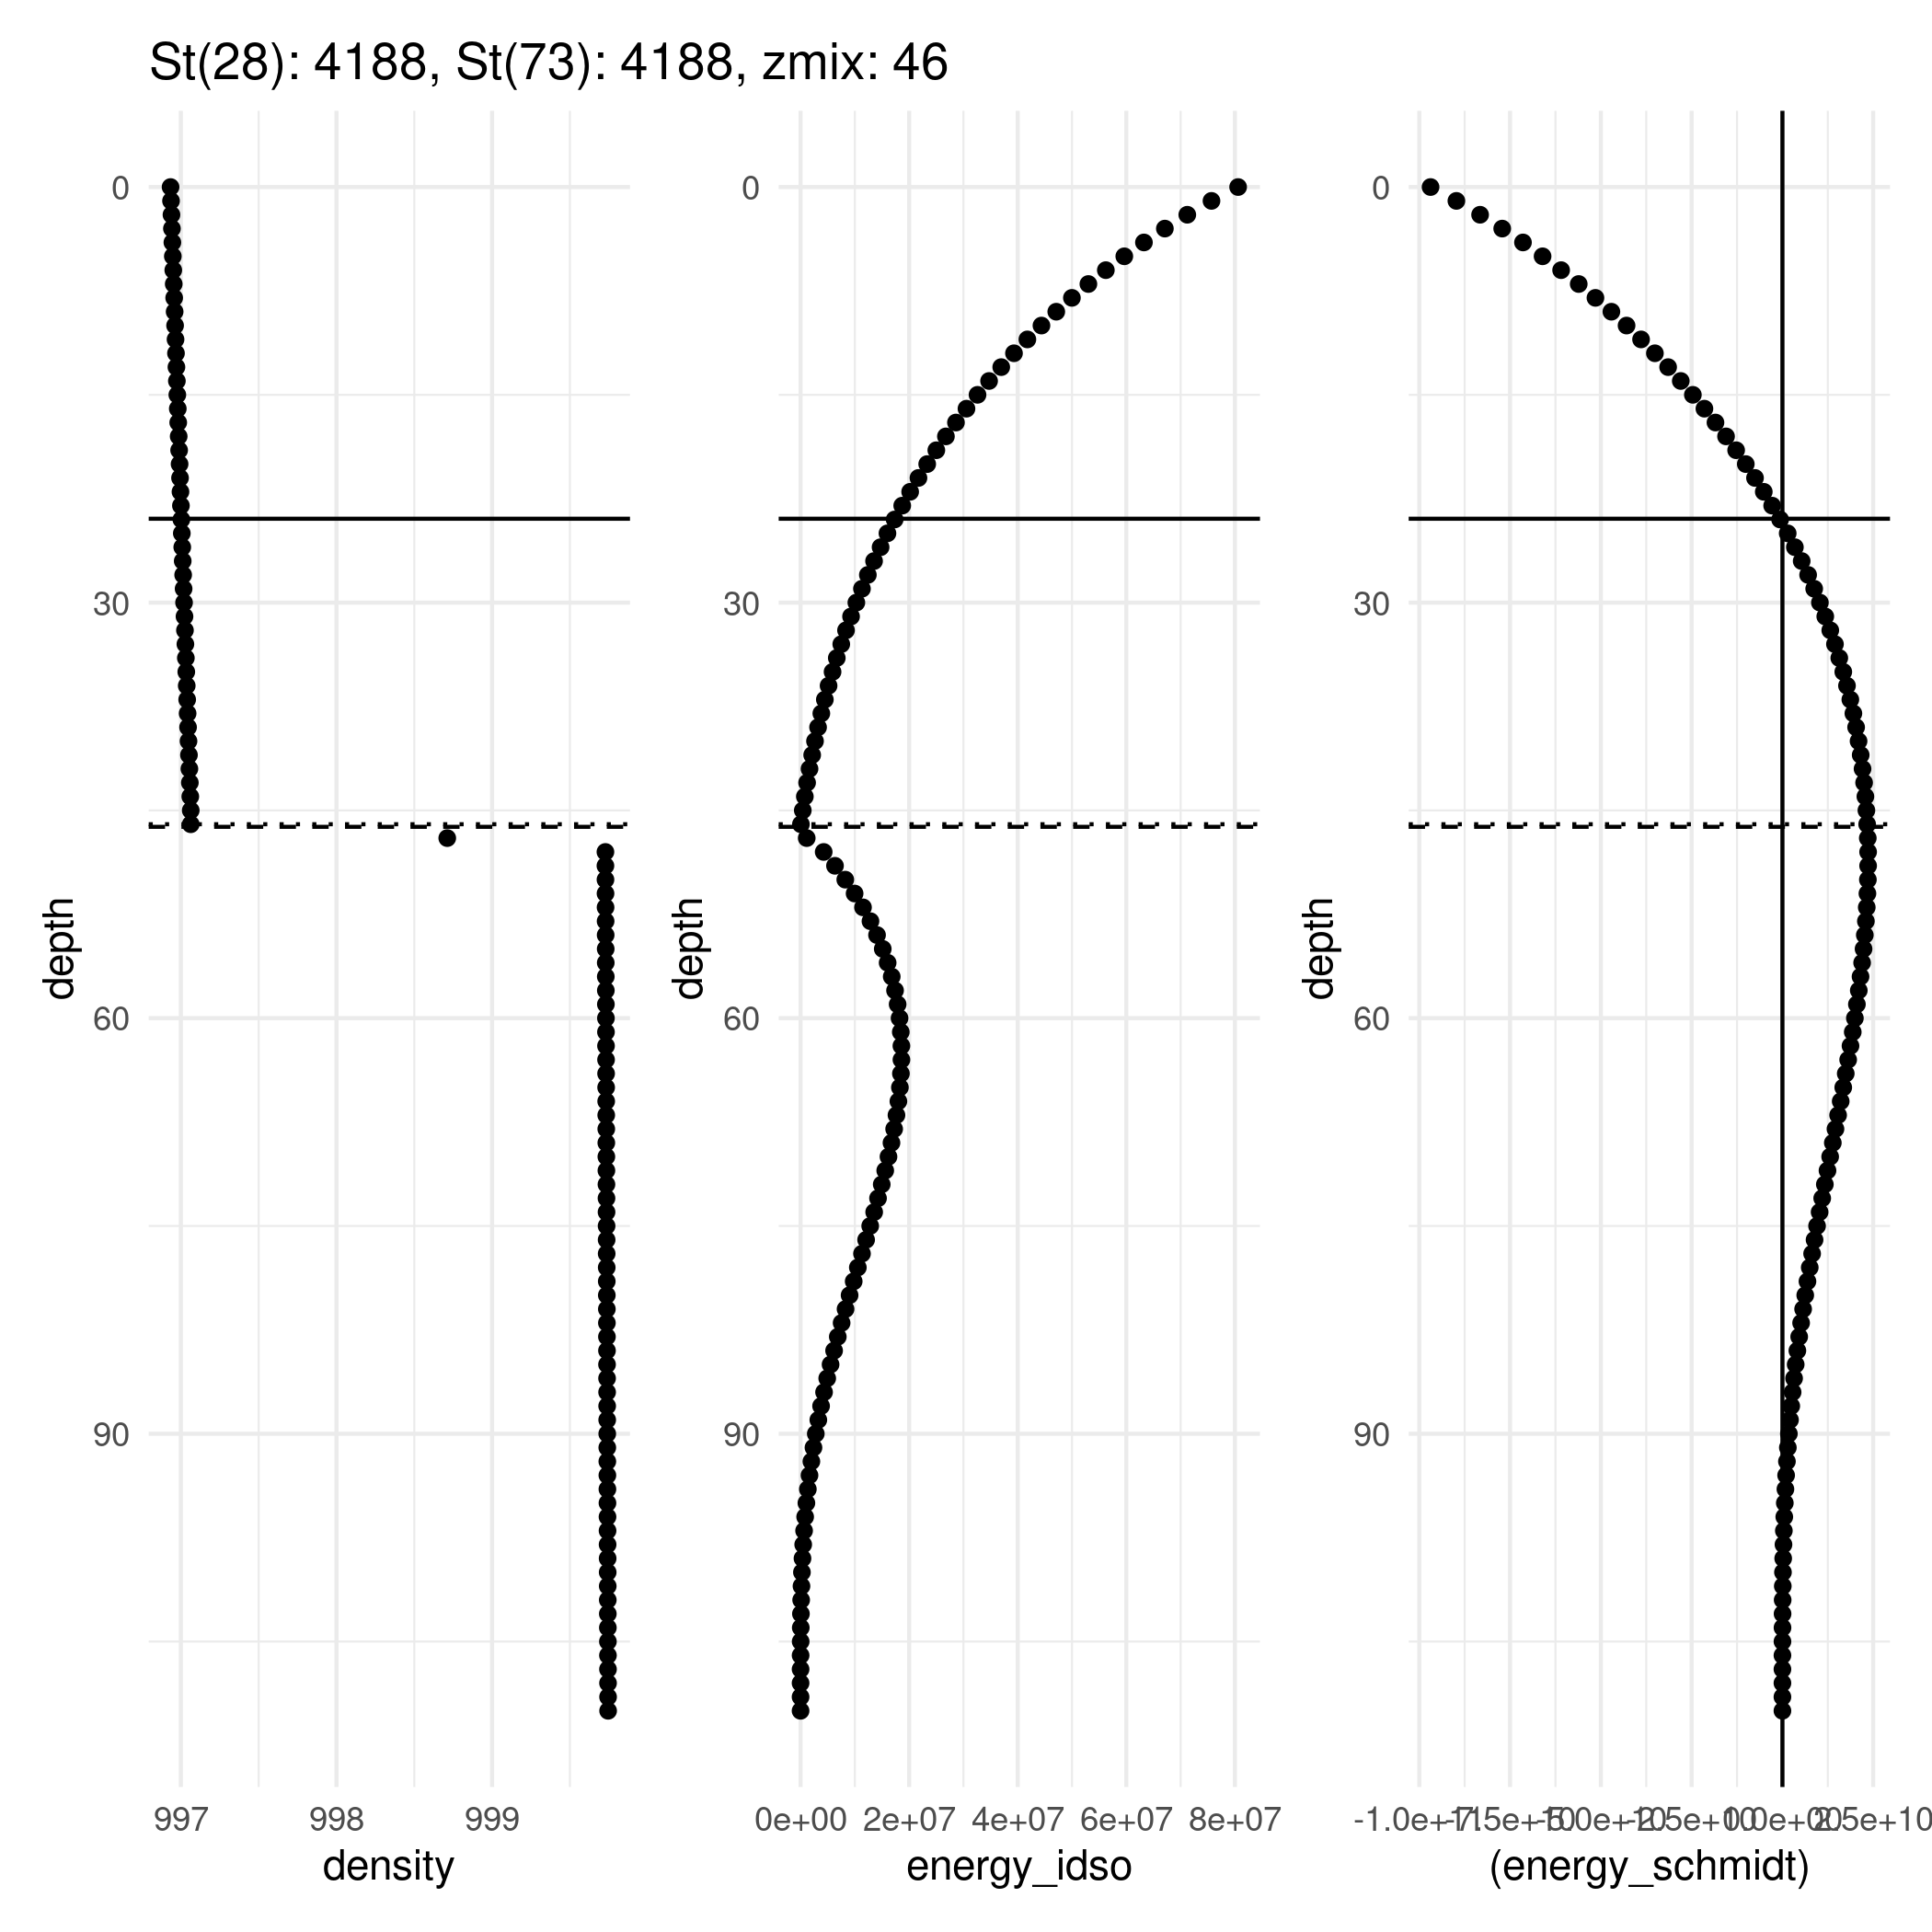 St(28): 4188, St(73): 4188, zmix: 46
0
30
60
90
depth
997 998 999
density
0
30
60
90
depth
0e+00 2e+07 4e+07 6e+07 8e+07
energy_idso
0
30
60
90
depth
(energy_schmidt)